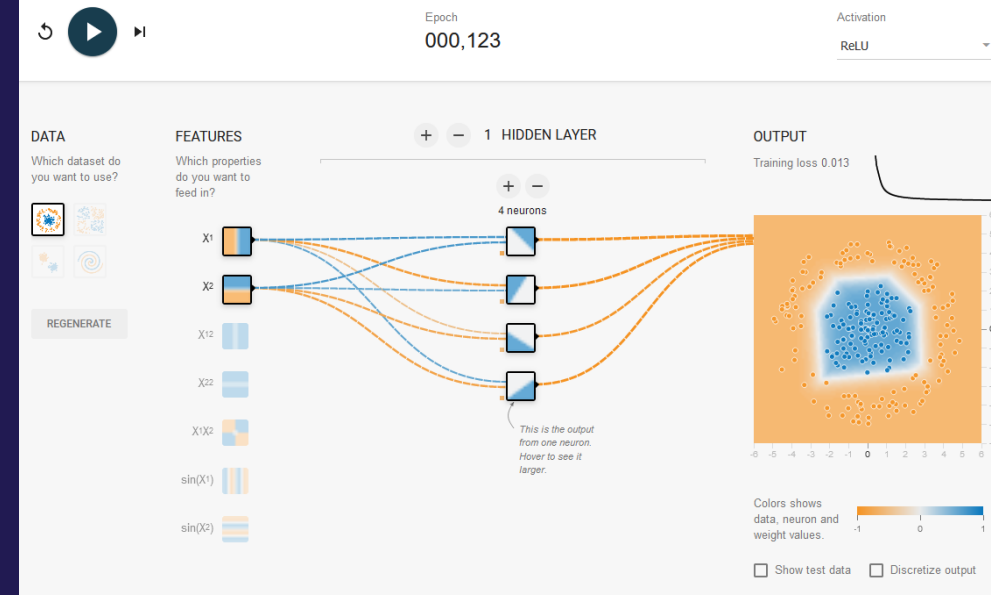 Epoch
000,123
Activation
ReLU
DATA
Which dataset do
you want to use?
REGENERATE
FEATURES
Which properties
do you want to
feed in?
X1
X2
X12
X22
X1X2
sin(X1)
sin(X2)
+ − 1 HIDDEN LAYER
+ −
4 neurons
This is the output
from one neuron.
Hover to see it
larger.
OUTPUT
Training loss 0.013
-6 -5 -4 -3 -2 -1 0 1 2 3 4 5 6
Colors shows
data, neuron and
weight values.
-1 0 1
Show test data
Discretize output